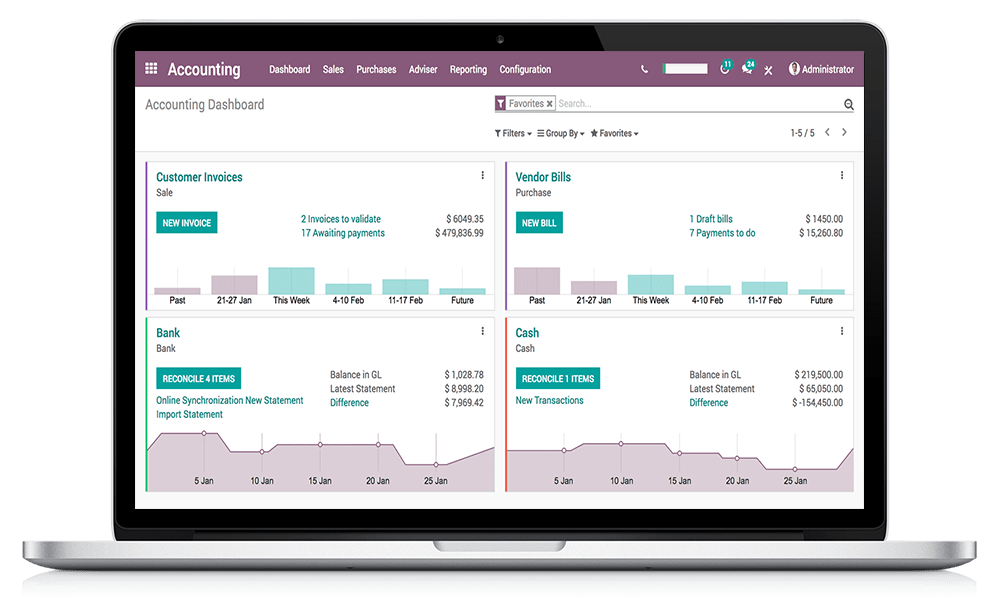 Accounting Dashboard Sales Purchases Adviser Reporting Configuration 11 24 Administrator
Accounting Dashboard
Favorites Search...
Filters Group By Favorites 1-5 / 5
Customer Invoices
Sale
NEW INVOICE
2 Invoices to validate $ 6049.35
17 Awaiting payments $ 479,836.99
Past 21-27 Jan This Week 4-10 Feb 11-17 Feb Future
Vendor Bills
Purchase
NEW BILL
1 Draft bills $ 1450.00
7 Payments to do $ 15,260.80
Past 21-27 Jan This Week 4-10 Feb 11-17 Feb Future
Bank
Bank
RECONCILE 4 ITEMS
Online Synchronization New Statement
Import Statement
Balance in GL $ 1,028.78
Latest Statement $ 8,998.20
Difference $ 7,969.42
5 Jan 10 Jan 15 Jan 20 Jan 25 Jan
Cash
Cash
RECONCILE 1 ITEMS
New Transactions
Balance in GL $ 219,500.00
Latest Statement $ 65,050.00
Difference $ -154,450.00
5 Jan 10 Jan 15 Jan 20 Jan 25 Jan